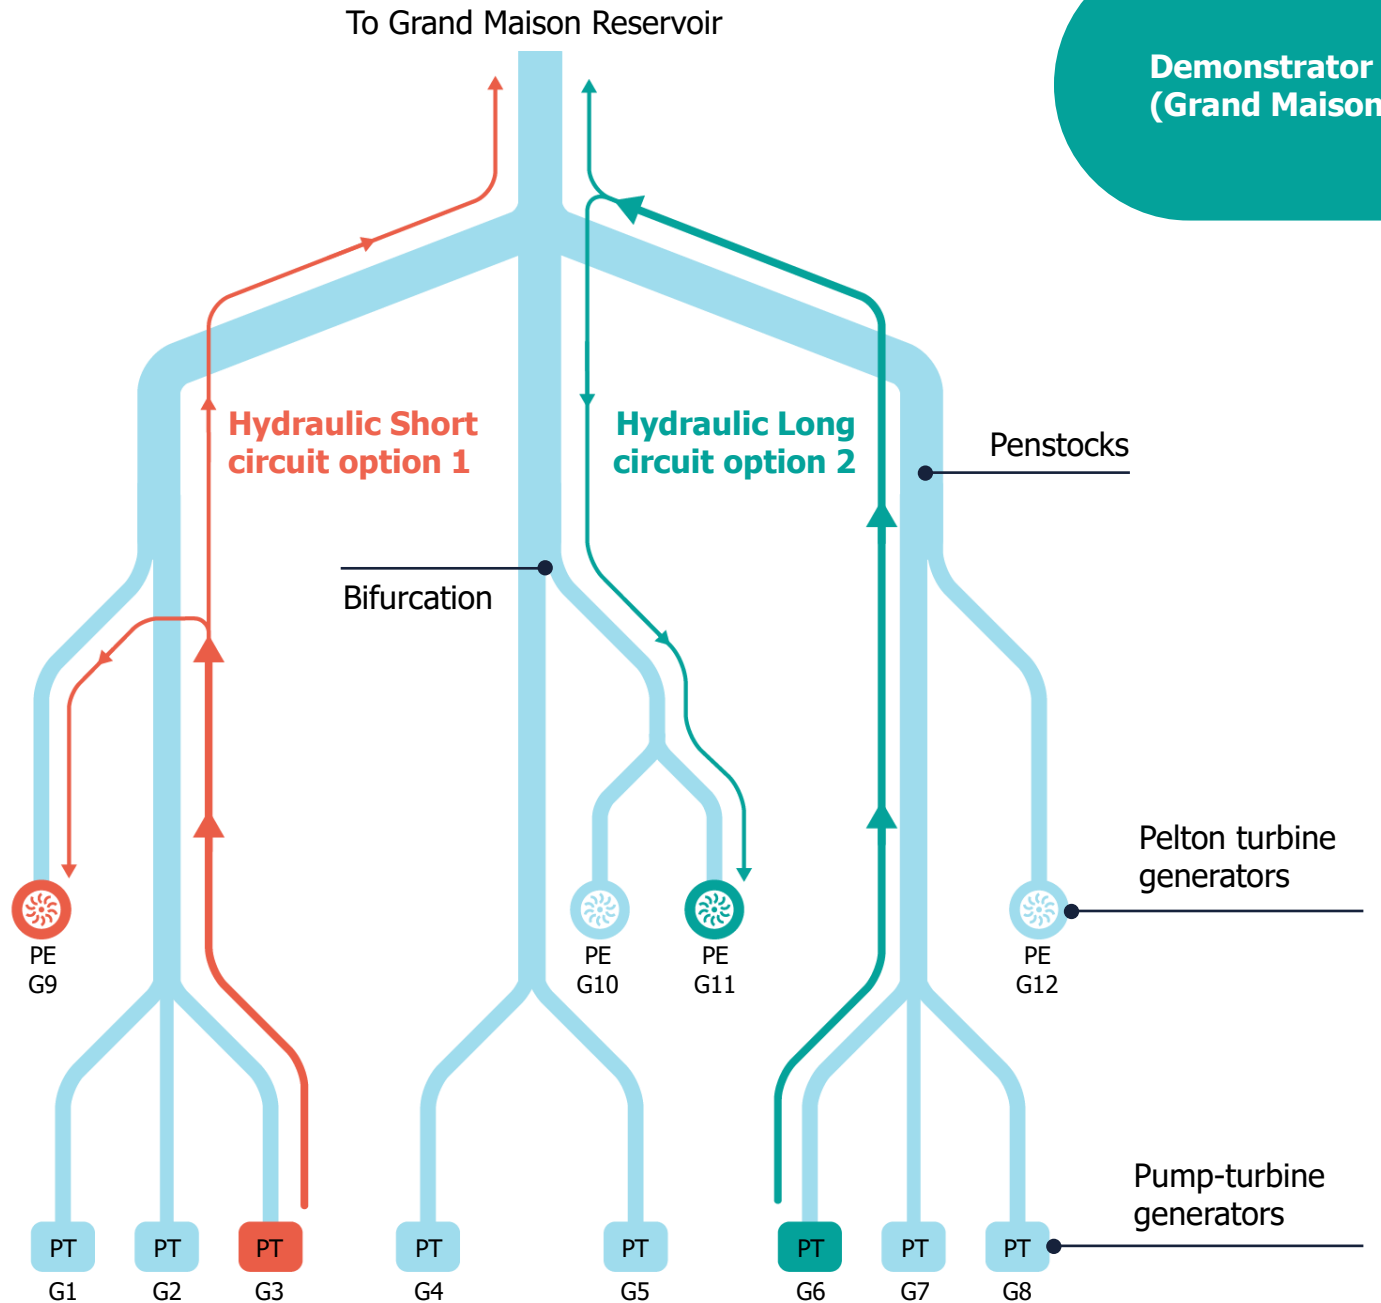 To Grand Maison Reservoir
Demonstrator
(Grand Maison
Hydraulic Short
circuit option 1
Hydraulic Long
circuit option 2
Penstocks
Bifurcation
Pelton turbine
generators
PE
G9
PE
G10
PE
G11
PE
G12
Pump-turbine
generators
PT
G1
PT
G2
PT
G3
PT
G4
PT
G5
PT
G6
PT
G7
PT
G8